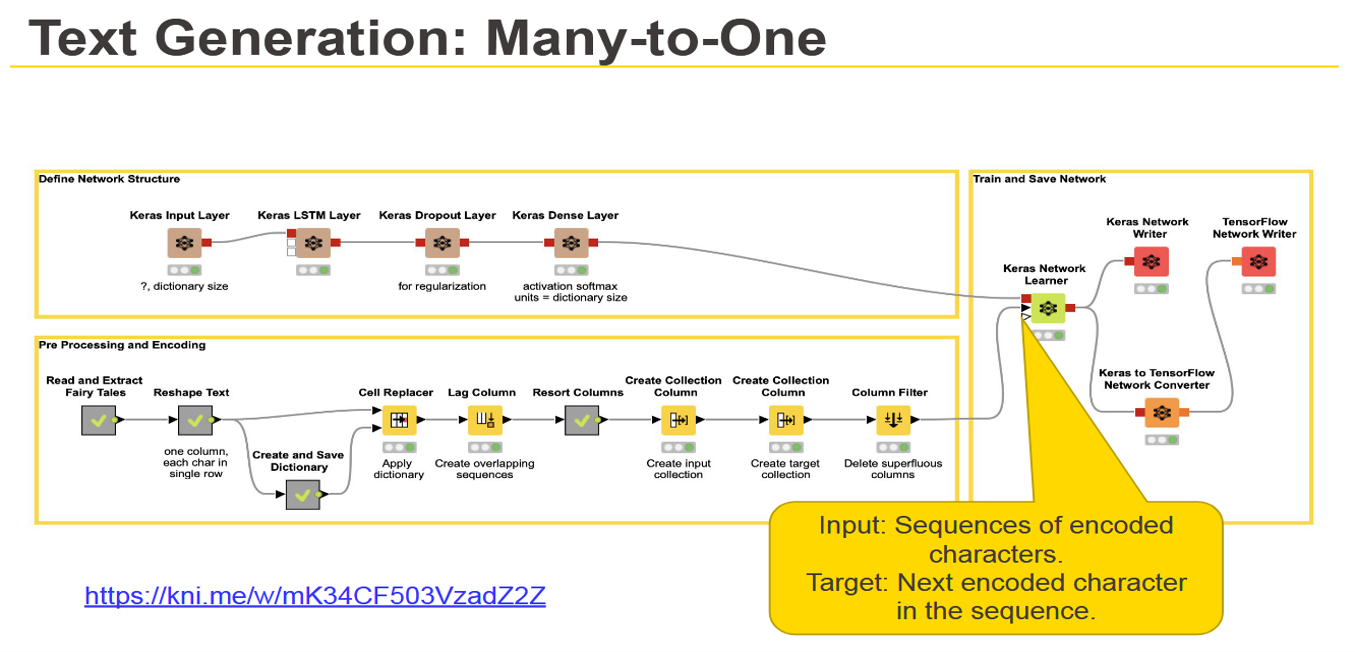 Text Generation: Many-to-One
Define Network Structure
Keras Input Layer
?, dictionary size
Keras LSTM Layer
Keras Dropout Layer
for regularization
Keras Dense Layer
activation softmax
units = dictionary size
Pre Processing and Encoding
Read and Extract
Fairy Tales
Reshape Text
one column,
each char in
single row
Create and Save
Dictionary
Cell Replacer
Apply
dictionary
Lag Column
Create overlapping
sequences
Resort Columns
Create Collection
Column
Create input
collection
Create Collection
Column
Create target
collection
Column Filter
Delete superfluous
columns
Train and Save Network
Keras Network
Learner
Keras Network
Writer
TensorFlow
Network Writer
Keras to TensorFlow
Network Converter
Input: Sequences of encoded
characters.
Target: Next encoded character
in the sequence.
https://kni.me/w/mK34CF503VzadZ2Z